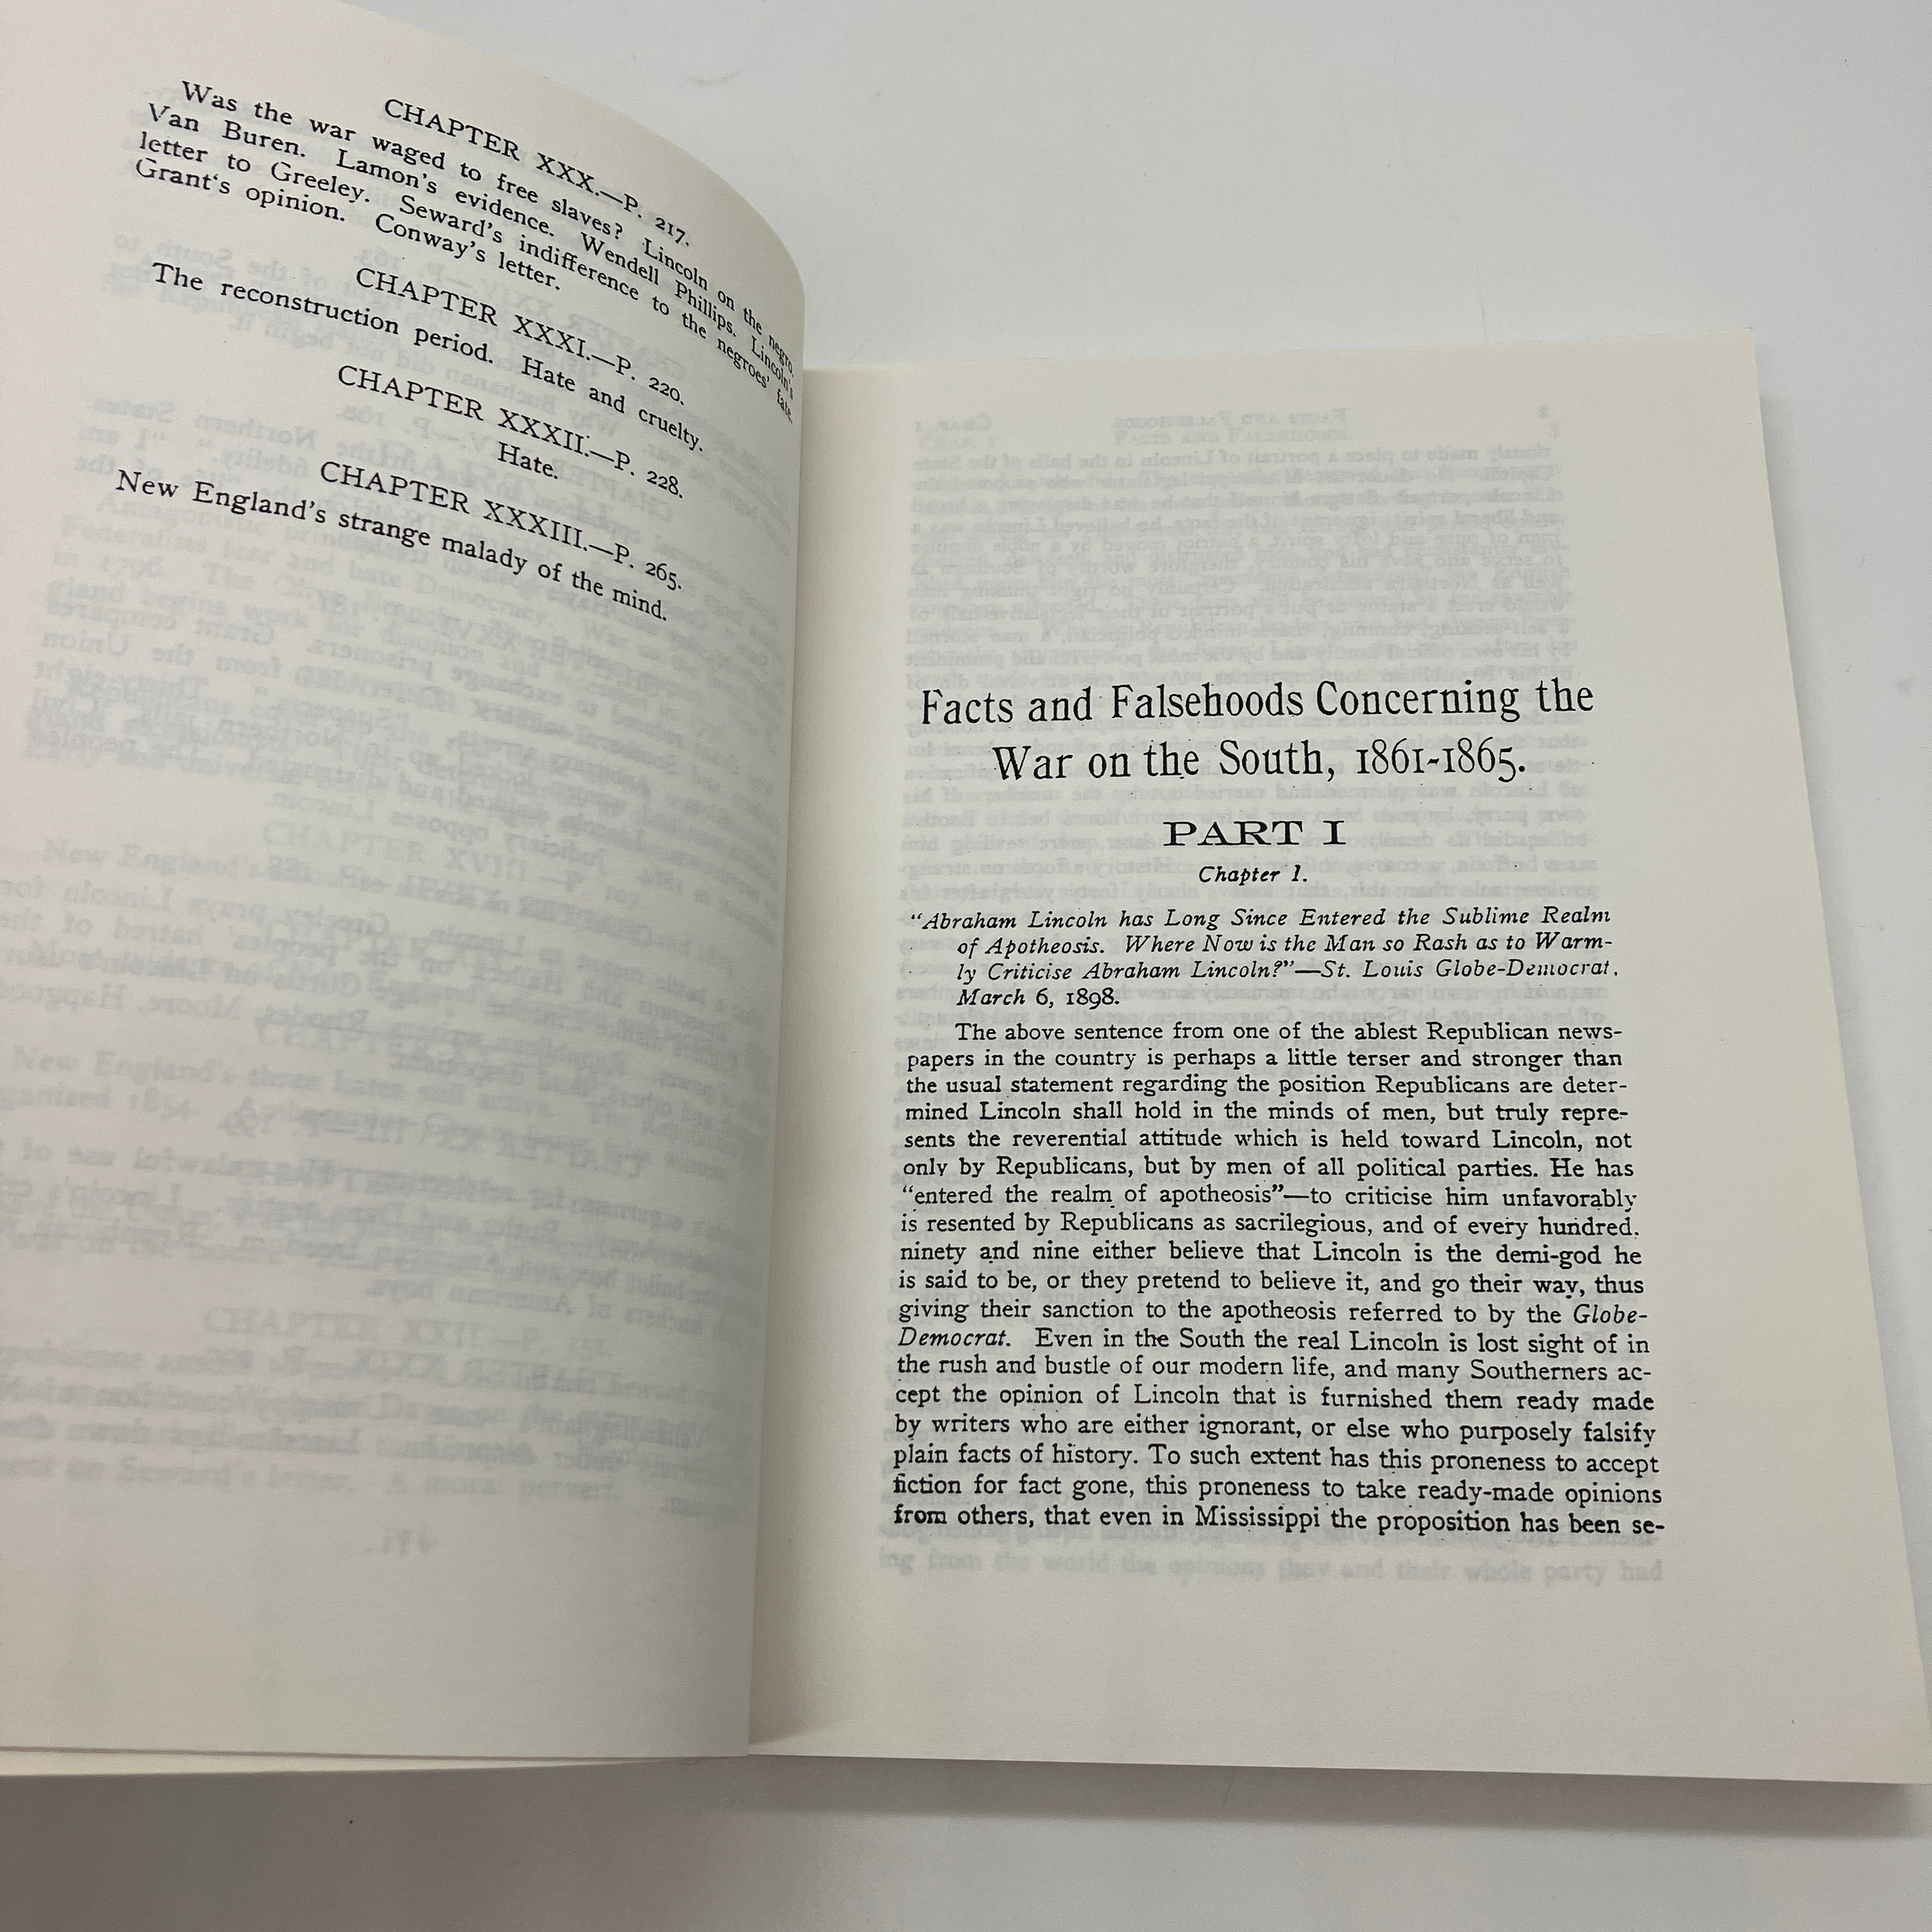 CHAPTER XXX.—P. 217.
Was the war waged to free slaves? Lincoln on the negro.
Van Buren. Lamon's evidence. Wendell Phillips. Lincoln's
letter to Greeley. Seward's indifference to the negroes' fate.
Grant's opinion. Conway's letter.
CHAPTER XXXI.—P. 220.
The reconstruction period. Hate and cruelty.
CHAPTER XXXII.—P. 228.
Hate.
CHAPTER XXXIII.—P. 265.
New England's strange malady of the mind.
Facts and Falsehoods Concerning the
War on the South, 1861-1865.
PART I
Chapter 1.
"Abraham Lincoln has Long Since Entered the Sublime Realm
of Apotheosis. Where Now is the Man so Rash as to Warm-
ly Criticise Abraham Lincoln?"—St. Louis Globe-Democrat.
March 6, 1898.
The above sentence from one of the ablest Republican news-
papers in the country is perhaps a little terser and stronger than
the usual statement regarding the position Republicans are deter-
mined Lincoln shall hold in the minds of men, but truly repre-
sents the reverential attitude which is held toward Lincoln, not
only by Republicans, but by men of all political parties. He has
"entered the realm of apotheosis"—to criticise him unfavorably
is resented by Republicans as sacrilegious, and of every hundred,
ninety and nine either believe that Lincoln is the demi-god he
is said to be, or they pretend to believe it, and go their way, thus
giving their sanction to the apotheosis referred to by the Globe-
Democrat. Even in the South the real Lincoln is lost sight of in
the rush and bustle of our modern life, and many Southerners ac-
cept the opinion of Lincoln that is furnished them ready made
by writers who are either ignorant, or else who purposely falsify
plain facts of history. To such extent has this proneness to accept
fiction for fact gone, this proneness to take ready-made opinions
from others, that even in Mississippi the proposition has been se-